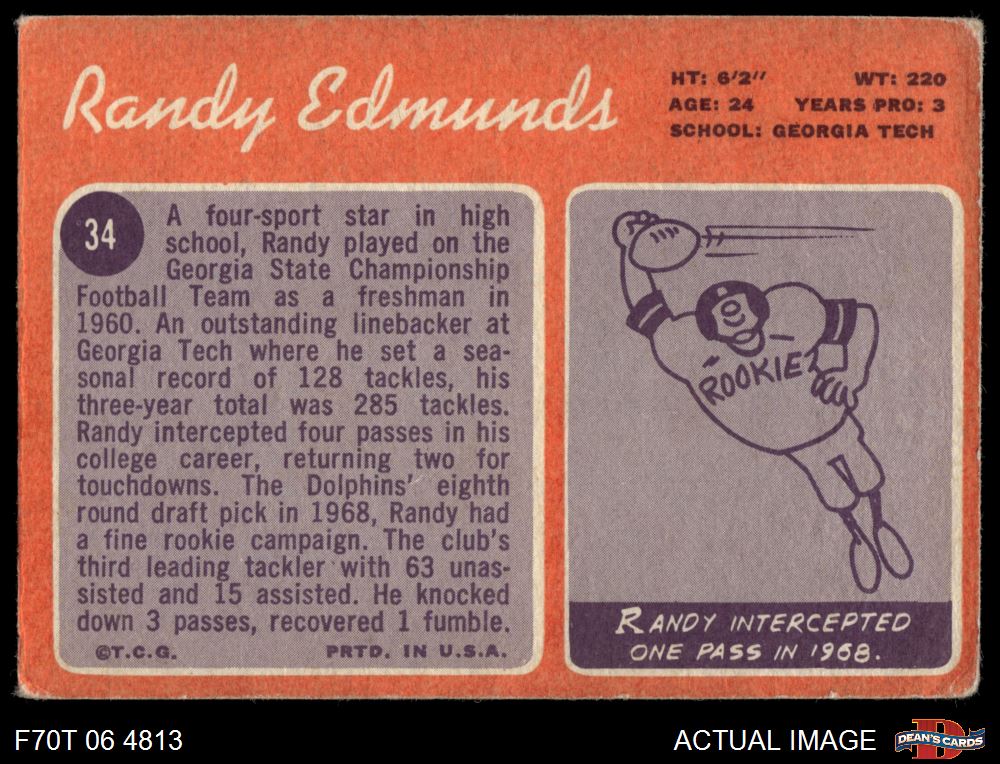 Randy Edmunds
HT: 6'2" WT: 220
AGE: 24 YEARS PRO: 3
SCHOOL: GEORGIA TECH
34
A four-sport star in high
school, Randy played on the
Georgia State Championship
Football Team as a freshman in
1960. An outstanding linebacker at
Georgia Tech where he set a sea-
sonal record of 128 tackles, his
three-year total was 285 tackles.
Randy intercepted four passes in his
college career, returning two for
touchdowns. The Dolphins' eighth
round draft pick in 1968, Randy had
a fine rookie campaign. The club's
third leading tackler with 63 unas-
sisted and 15 assisted. He knocked
down 3 passes, recovered 1 fumble.
©T.C.G. PRTD. IN U.S.A.
ROOKIE
RANDY INTERCEPTED
ONE PASS IN 1968.
F70T 06 4813
ACTUAL IMAGE
D
DEAN'S CARDS